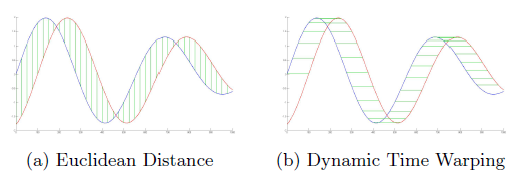 (a) Euclidean Distance
(b) Dynamic Time Warping